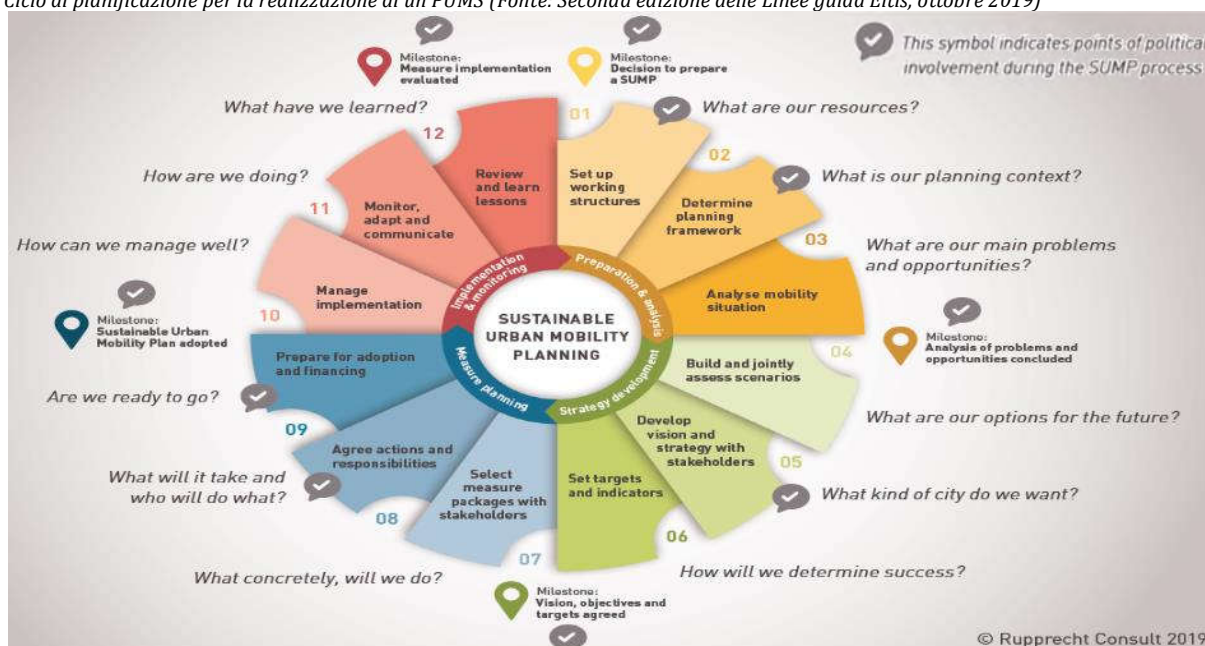 Ciclo di pianificazione per la realizzazione di un PUMS (Fonte: Seconda edizione delle Linee guida Eltis, ottobre 2019)
This symbol indicates points of political
involvement during the SUMP process
Milestone:
Measure implementation
evaluated
Milestone:
Decision to prepare
a SUMP
What have we learned?
What are our resources?
12
01
Review
and learn
lessons
Set up
working
structures
02
How are we doing?
What is our planning context?
11
Monitor,
adapt and
communicate
Determine
planning
framework
03
How can we manage well?
What are our main problems
and opportunities?
Manage
implementation
Analyse mobility
situation
10
Milestone:
Sustainable Urban
Mobility Plan adopted
Milestone:
Analysis of problems and
opportunities concluded
Implementation
& monitoring
Preparation & analysis
SUSTAINABLE
URBAN MOBILITY
PLANNING
Measure planning
Strategy development
Prepare for adoption
and financing
Build and jointly
assess scenarios
04
Are we ready to go?
What are our options for the future?
09
Agree actions and
responsibilities
Develop
vision and
strategy with
stakeholders
05
What will it take and
who will do what?
What kind of city do we want?
08
Select
measure
packages with
stakeholders
Set targets
and indicators
06
07
What concretely, will we do?
How will we determine success?
Milestone:
Vision, objectives and
targets agreed
© Rupprecht Consult 2019